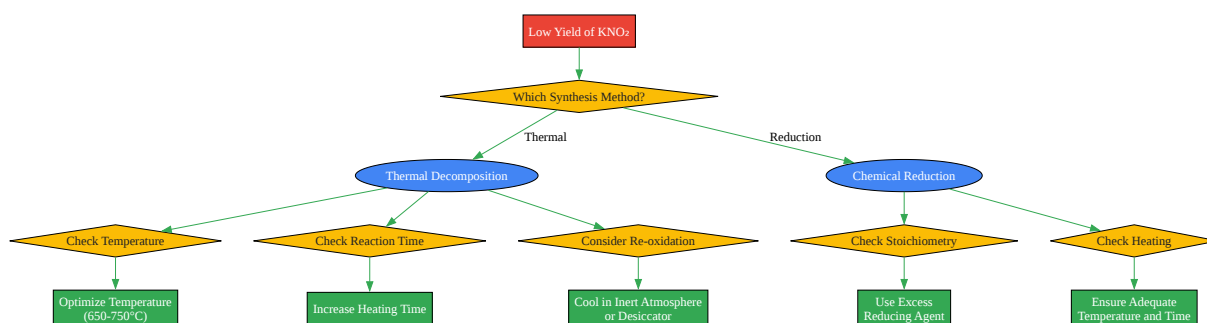 Low Yield of KNO₂
Which Synthesis Method?
Thermal
Reduction
Thermal Decomposition
Chemical Reduction
Check Temperature
Check Reaction Time
Consider Re-oxidation
Check Stoichiometry
Check Heating
Optimize Temperature
(650-750°C)
Increase Heating Time
Cool in Inert Atmosphere
or Desiccator
Use Excess
Reducing Agent
Ensure Adequate
Temperature and Time